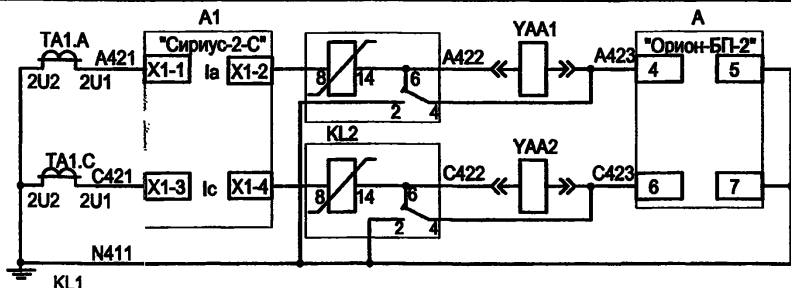 A1
A
TA1.A
A421
"Сириус-2-С"
A422
YAA1
A423
"Орион-БП-2"
X1-1
Ia
X1-2
8
14
6
4
5
2U2
2U1
2
4
KL2
TA1.C
C421
C422
YAA2
C423
X1-3
Ic
X1-4
8
14
6
6
7
2U2
2U1
2
4
N411
KL1